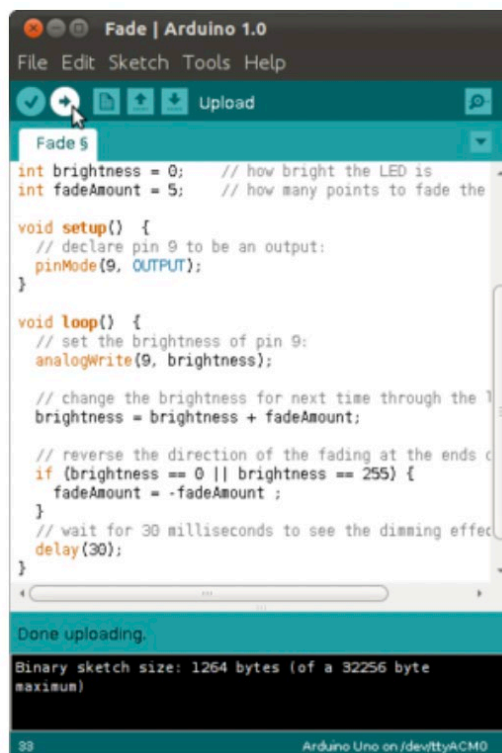 Fade | Arduino 1.0
File Edit Sketch Tools Help
Upload
Fade §
int brightness = 0;    // how bright the LED is
int fadeAmount = 5;    // how many points to fade the

void setup()  {
  // declare pin 9 to be an output:
  pinMode(9, OUTPUT);
}

void loop()  {
  // set the brightness of pin 9:
  analogWrite(9, brightness);

  // change the brightness for next time through the
  brightness = brightness + fadeAmount;

  // reverse the direction of the fading at the ends
  if (brightness == 0 || brightness == 255) {
    fadeAmount = -fadeAmount ;
  }
  // wait for 30 milliseconds to see the dimming effec
  delay(30);
}
Done uploading.
Binary sketch size: 1264 bytes (of a 32256 byte
maximum)
33
Arduino Uno on /dev/ttyACM0